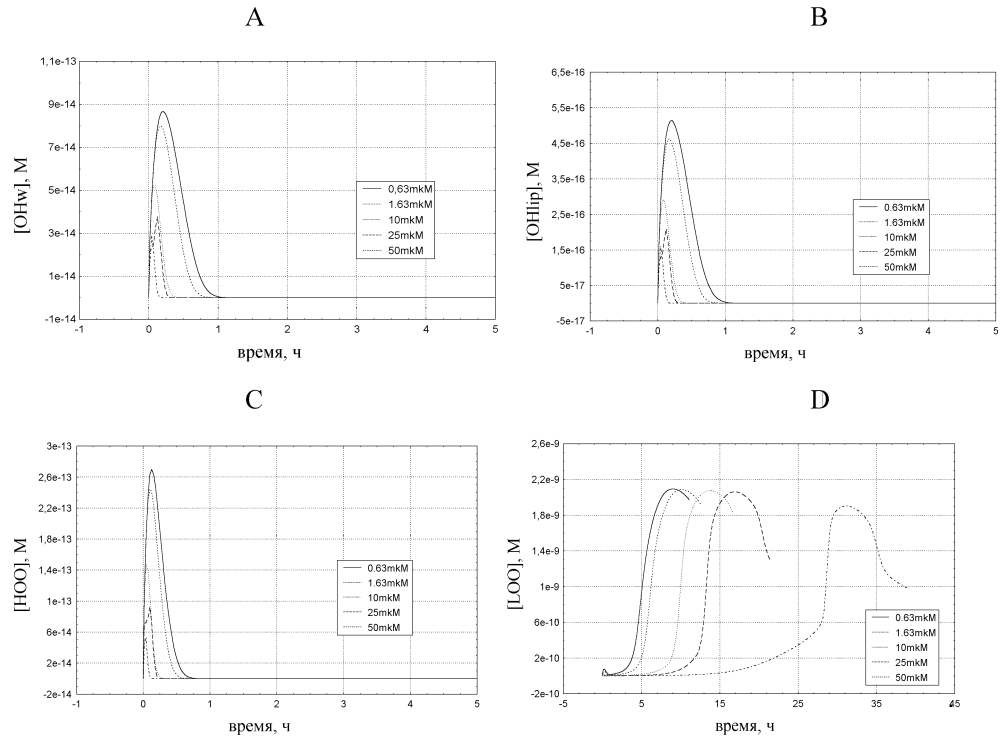 A
[OHw], M
1,1e-13
9e-14
7e-14
5e-14
3e-14
1e-14
-1e-14
-1 0 1 2 3 4 5
время, ч
0,63mkM
1.63mkM
10mkM
25mkM
50mkM
B
[OHlip], M
6,5e-16
5,5e-16
4,5e-16
3,5e-16
2,5e-16
1,5e-16
5e-17
-5e-17
-1 0 1 2 3 4 5
время, ч
0.63mkM
1.63mkM
10mkM
25mkM
50mkM
C
[HOO], M
3e-13
2,6e-13
2,2e-13
1,8e-13
1,4e-13
1e-13
6e-14
2e-14
-2e-14
-1 0 1 2 3 4 5
время, ч
0.63mkM
1.63mkM
10mkM
25mkM
50mkM
D
[LOO], M
2,6e-9
2,2e-9
1,8e-9
1,4e-9
1e-9
6e-10
2e-10
-2e-10
-5 5 15 25 35 45
время, ч
0.63mkM
1.63mkM
10mkM
25mkM
50mkM